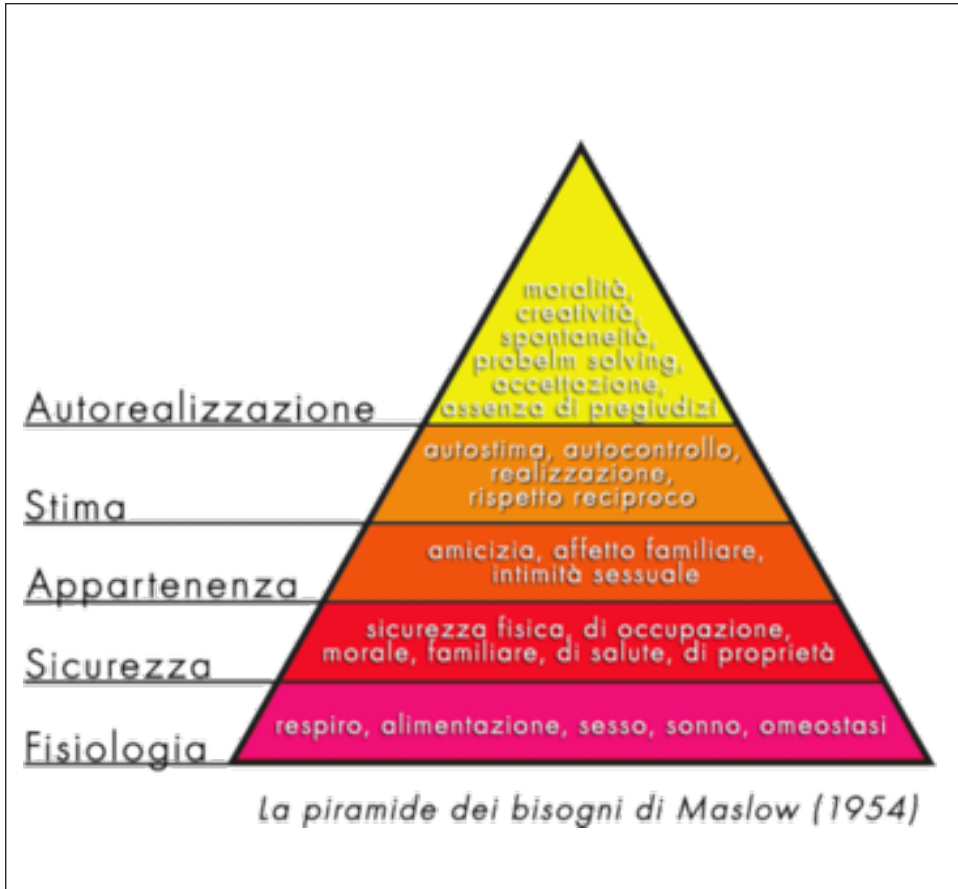 moralità,
creatività,
spontaneità,
probelm solving,
accettazione,
assenza di pregiudizi
Autorealizzazione
autostima, autocontrollo,
realizzazione,
rispetto reciproco
Stima
amicizia, affetto familiare,
intimità sessuale
Appartenenza
sicurezza fisica, di occupazione,
morale, familiare, di salute, di proprietà
Sicurezza
respiro, alimentazione, sesso, sonno, omeostasi
Fisiologia
La piramide dei bisogni di Maslow (1954)